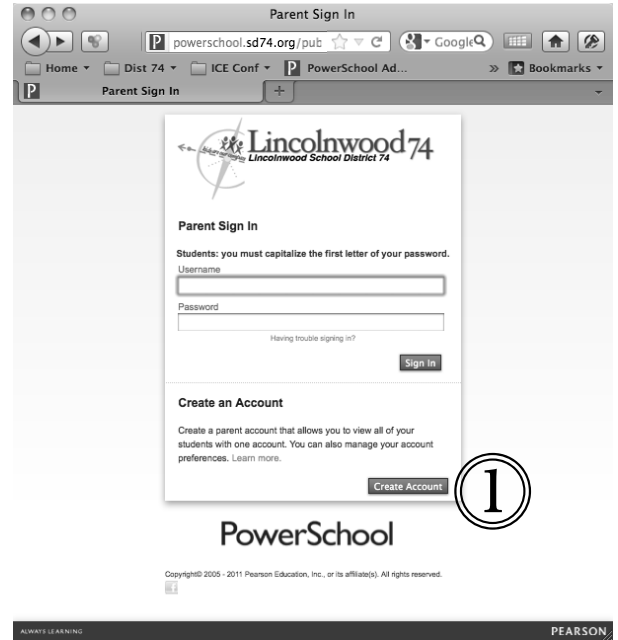 Parent Sign In
powerschool.sd74.org/pub
Google
Home
Dist 74
ICE Conf
PowerSchool Ad...
»
Bookmarks
Parent Sign In
Lincolnwood 74
Lincolnwood School District 74
Parent Sign In
Students: you must capitalize the first letter of your password.
Username
Password
Having trouble signing in?
Sign In
Create an Account
Create a parent account that allows you to view all of your
students with one account. You can also manage your account
preferences. Learn more.
Create Account
1
PowerSchool
Copyright© 2005 - 2011 Pearson Education, Inc., or its affiliate(s). All rights reserved.
ALWAYS LEARNING
PEARSON